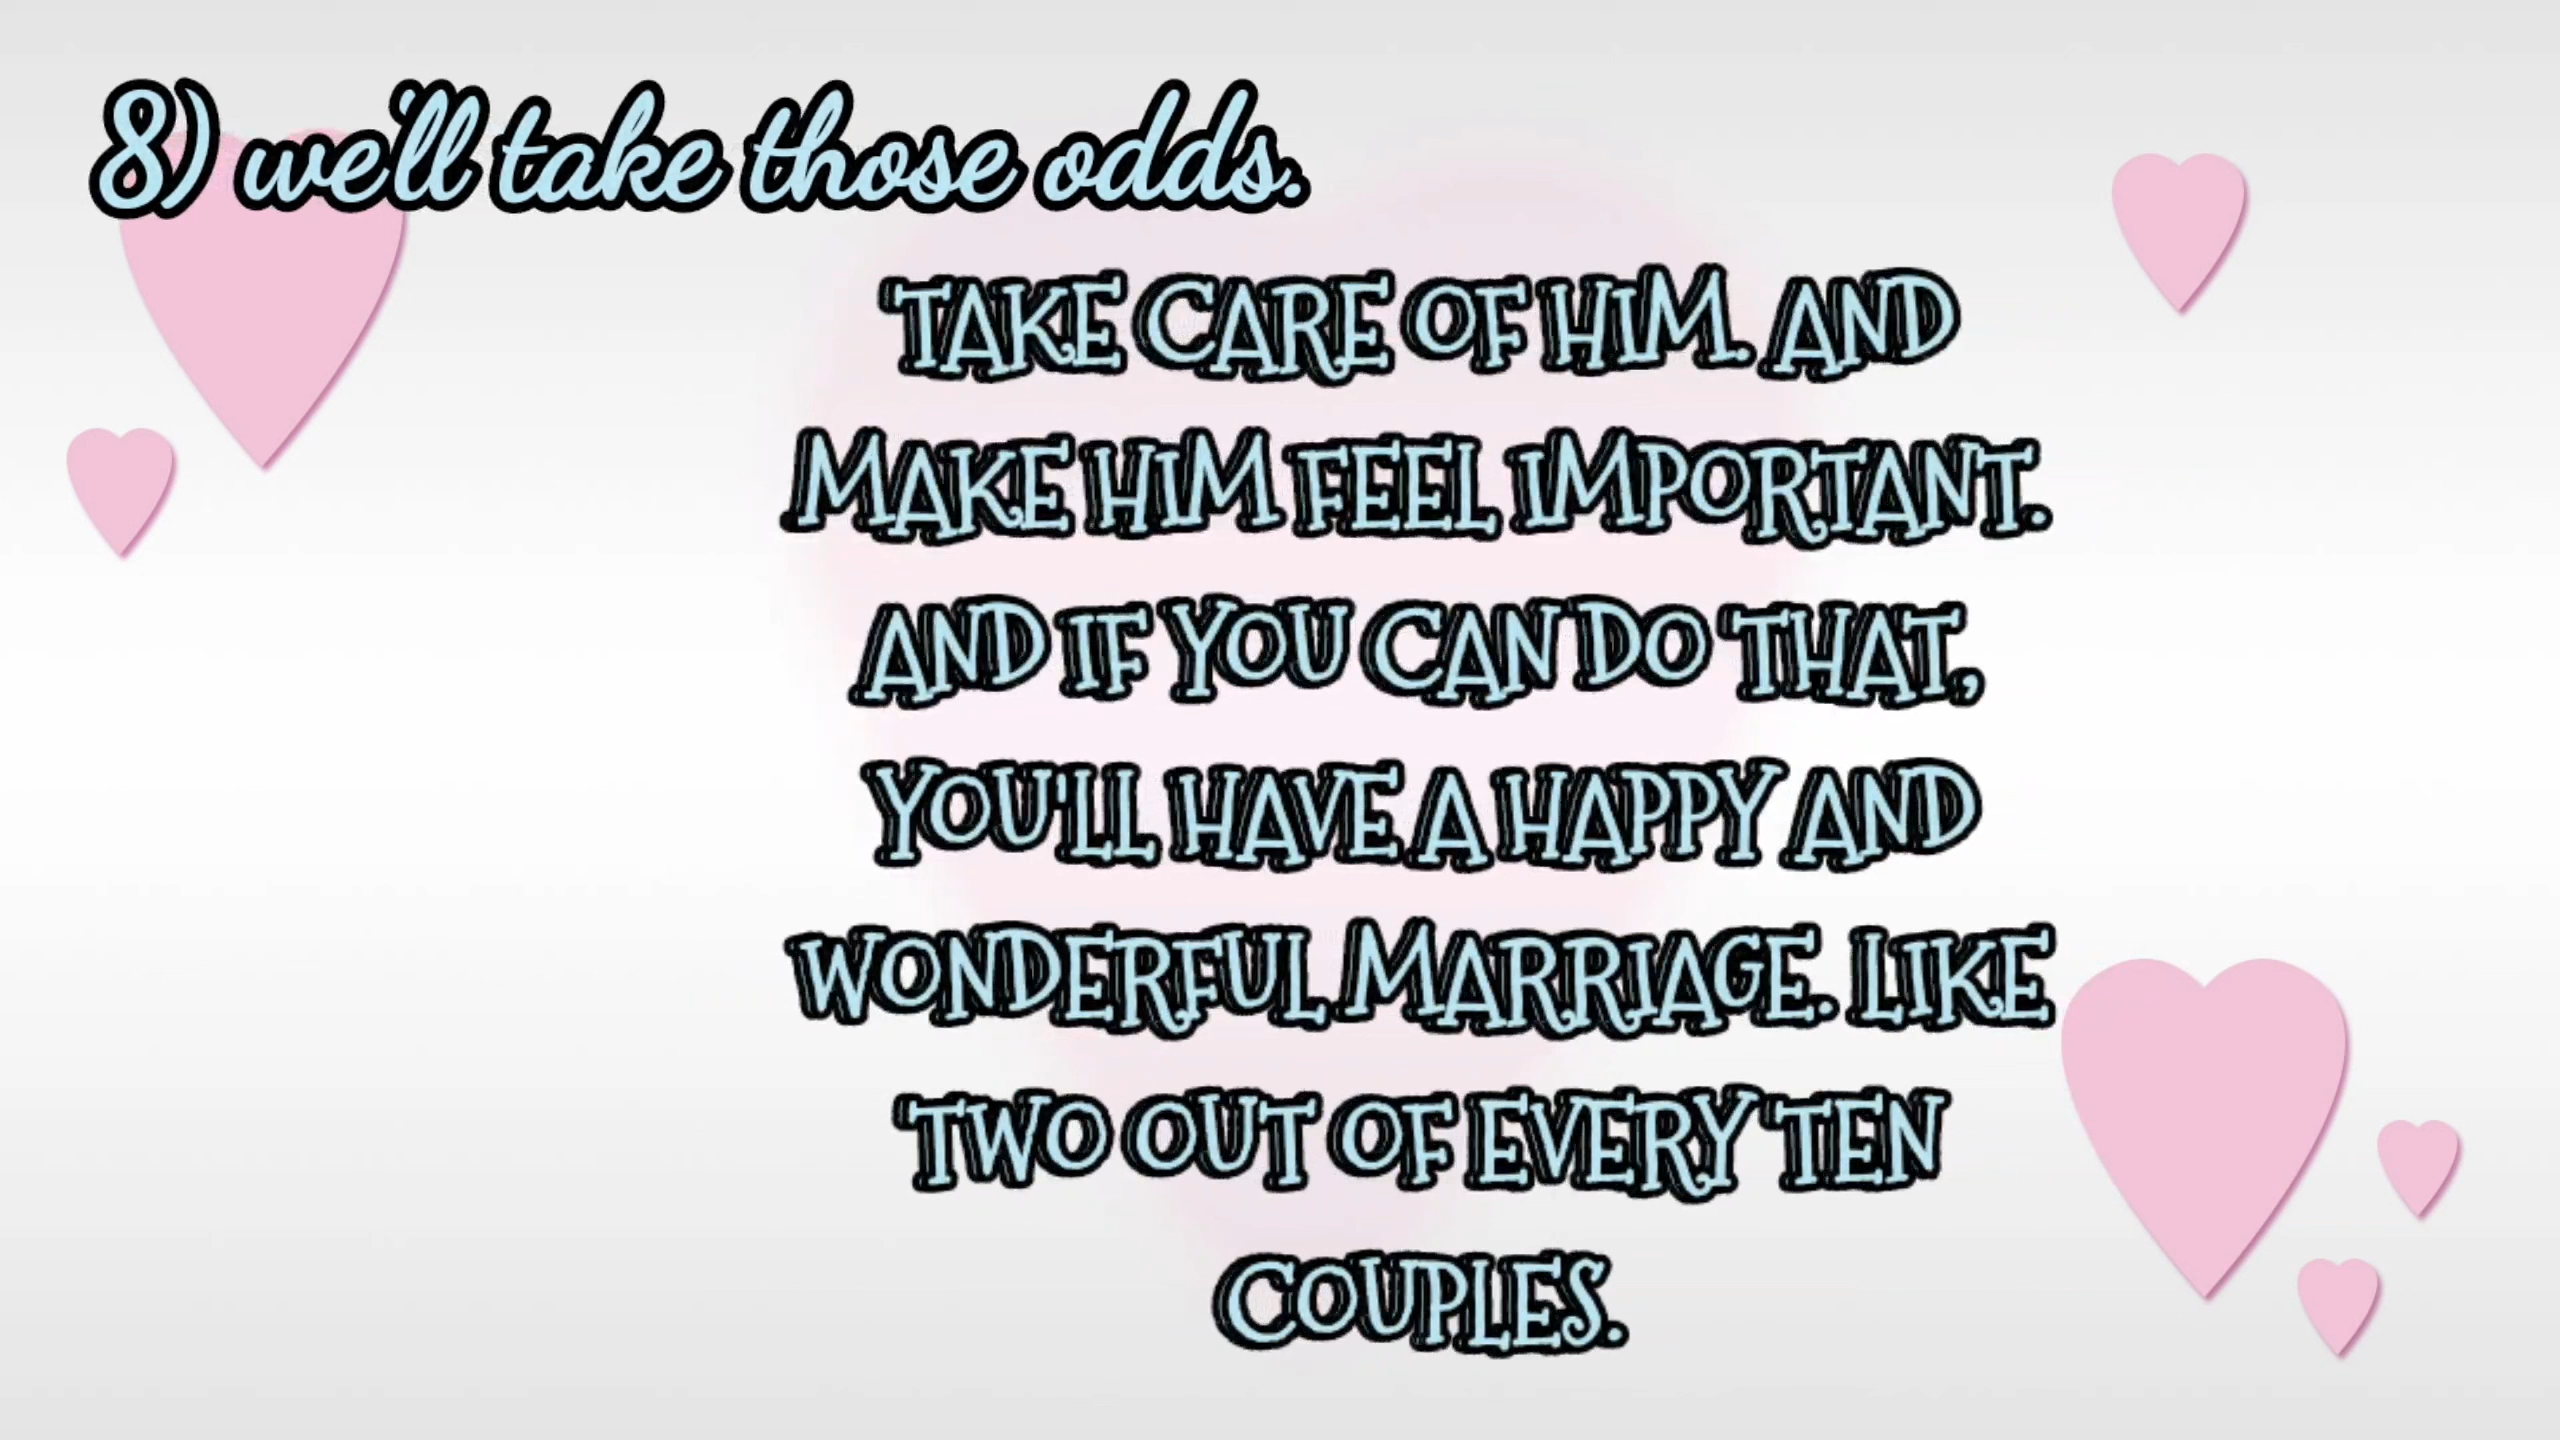 8) we'll take those odds.
TAKE CARE OF HIM. AND
MAKE HIM FEEL IMPORTANT.
AND IF YOU CAN DO THAT,
YOU'LL HAVE A HAPPY AND
WONDERFUL MARRIAGE. LIKE
TWO OUT OF EVERY TEN
COUPLES.